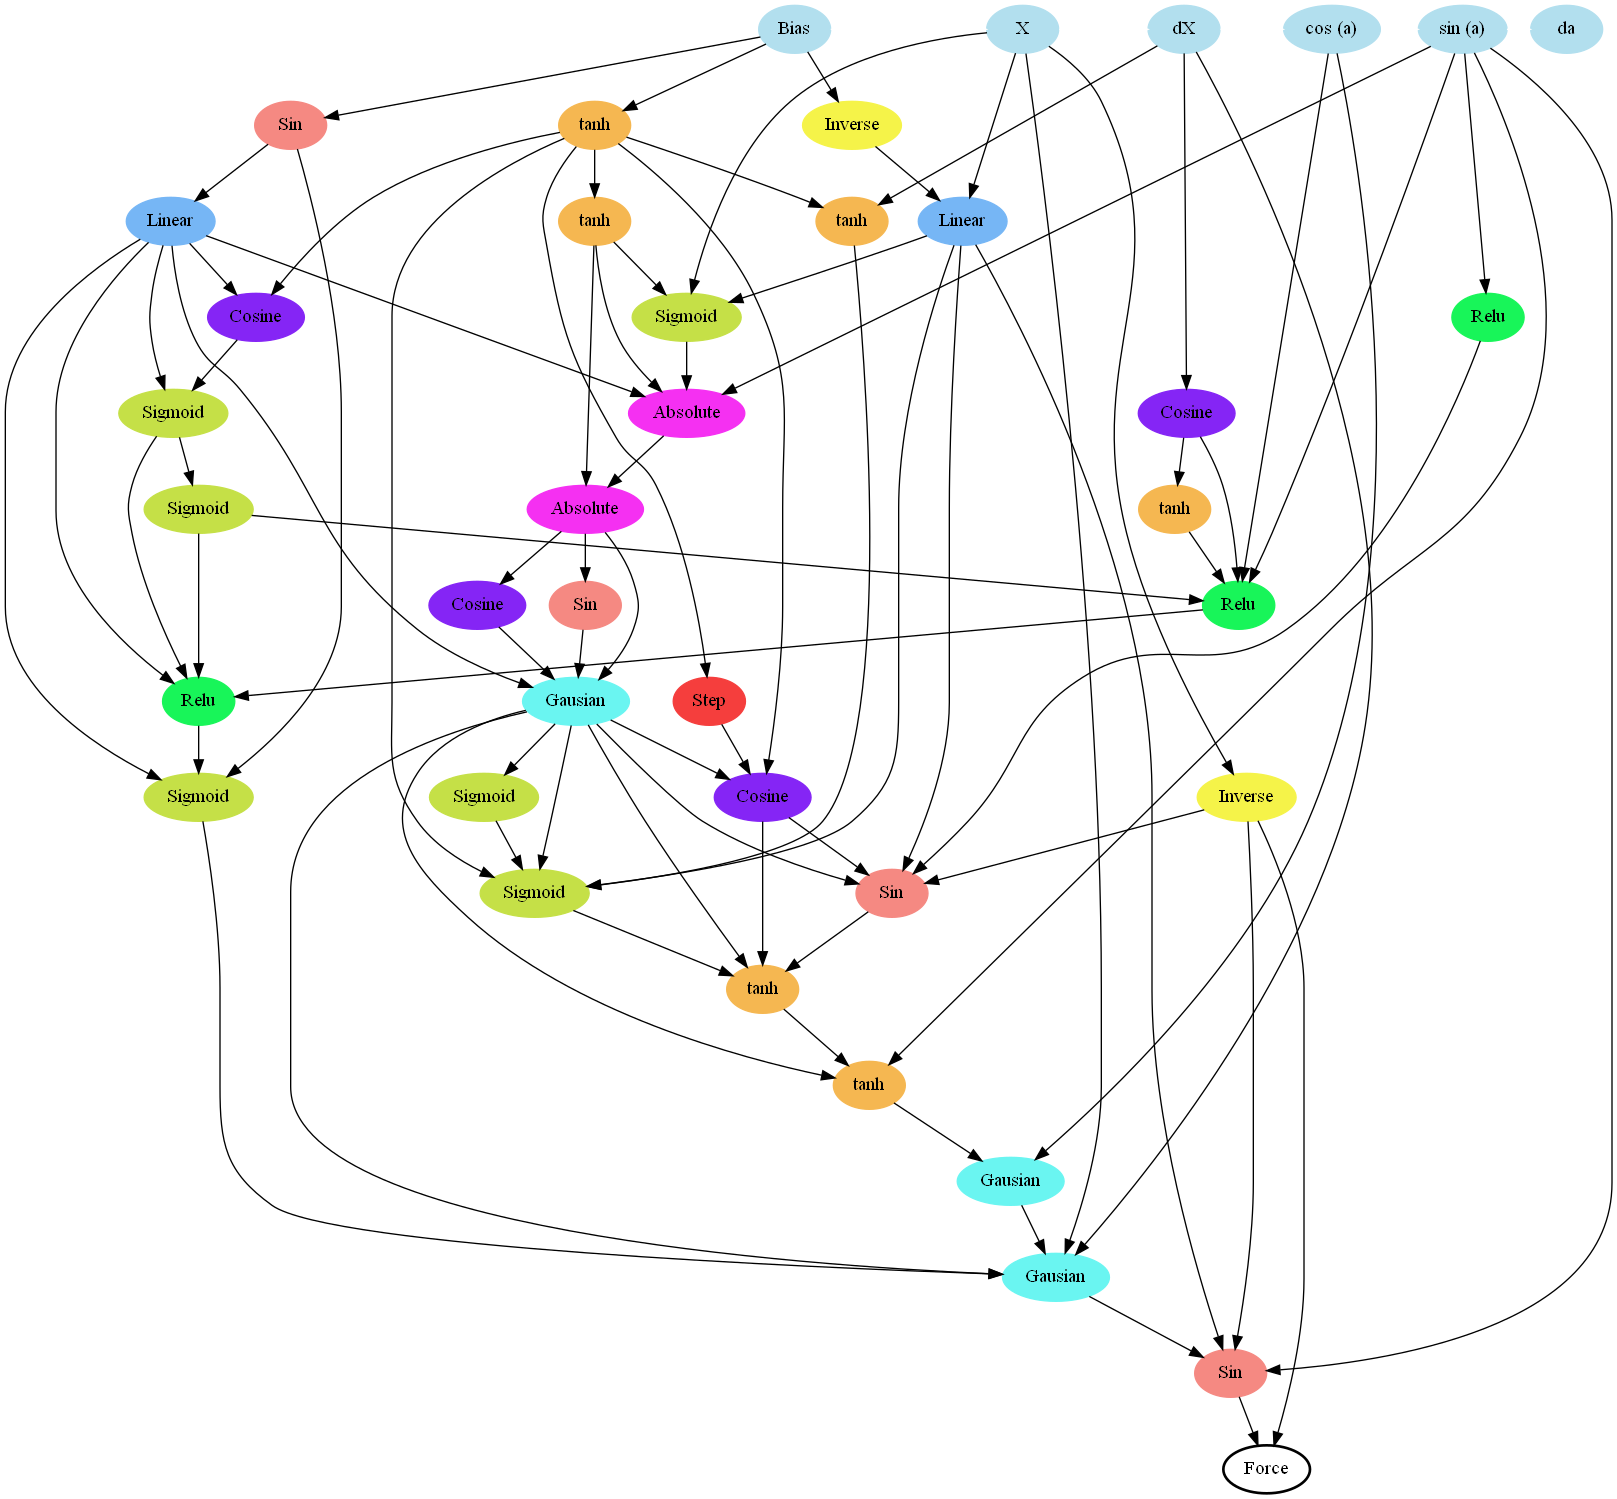 Bias X dX cos (a) sin (a) da
Sin tanh Inverse
Linear tanh tanh Linear
Cosine Sigmoid Relu
Sigmoid Absolute Cosine
Sigmoid Absolute tanh
Cosine Sin Relu
Relu Gausian Step
Sigmoid Sigmoid Cosine Inverse
Sigmoid Sin
tanh
tanh
Gausian
Gausian
Sin
Force